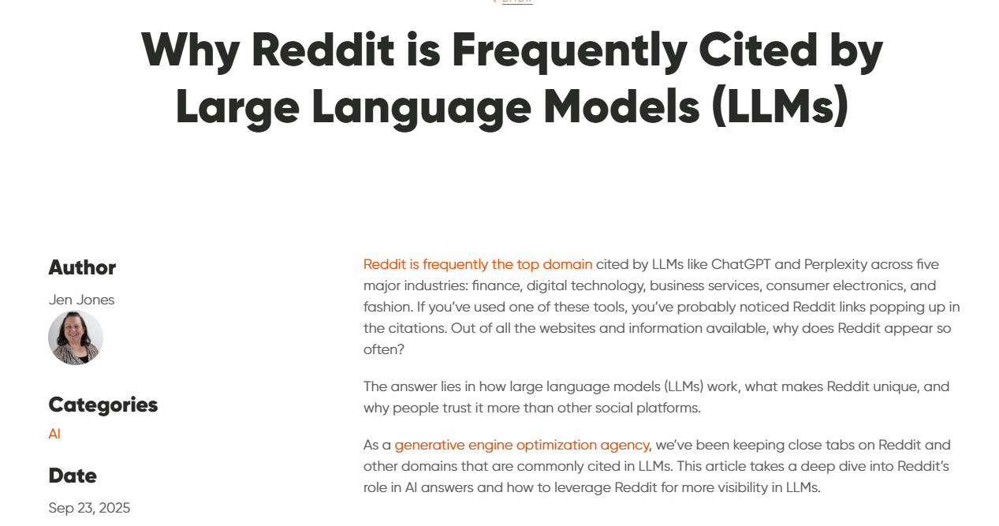 Why Reddit is Frequently Cited by
Large Language Models (LLMs)
Author
Jen Jones
Categories
AI
Date
Sep 23, 2025
Reddit is frequently the top domain cited by LLMs like ChatGPT and Perplexity across five
major industries: finance, digital technology, business services, consumer electronics, and
fashion. If you’ve used one of these tools, you’ve probably noticed Reddit links popping up in
the citations. Out of all the websites and information available, why does Reddit appear so
often?
The answer lies in how large language models (LLMs) work, what makes Reddit unique, and
why people trust it more than other social platforms.
As a generative engine optimization agency, we’ve been keeping close tabs on Reddit and
other domains that are commonly cited in LLMs. This article takes a deep dive into Reddit’s
role in AI answers and how to leverage Reddit for more visibility in LLMs.